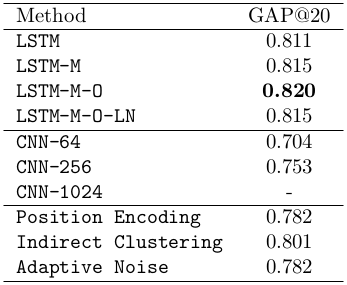 Method GAP@20
LSTM 0.811
LSTM-M 0.815
LSTM-M-O 0.820
LSTM-M-O-LN 0.815
CNN-64 0.704
CNN-256 0.753
CNN-1024 -
Position Encoding 0.782
Indirect Clustering 0.801
Adaptive Noise 0.782